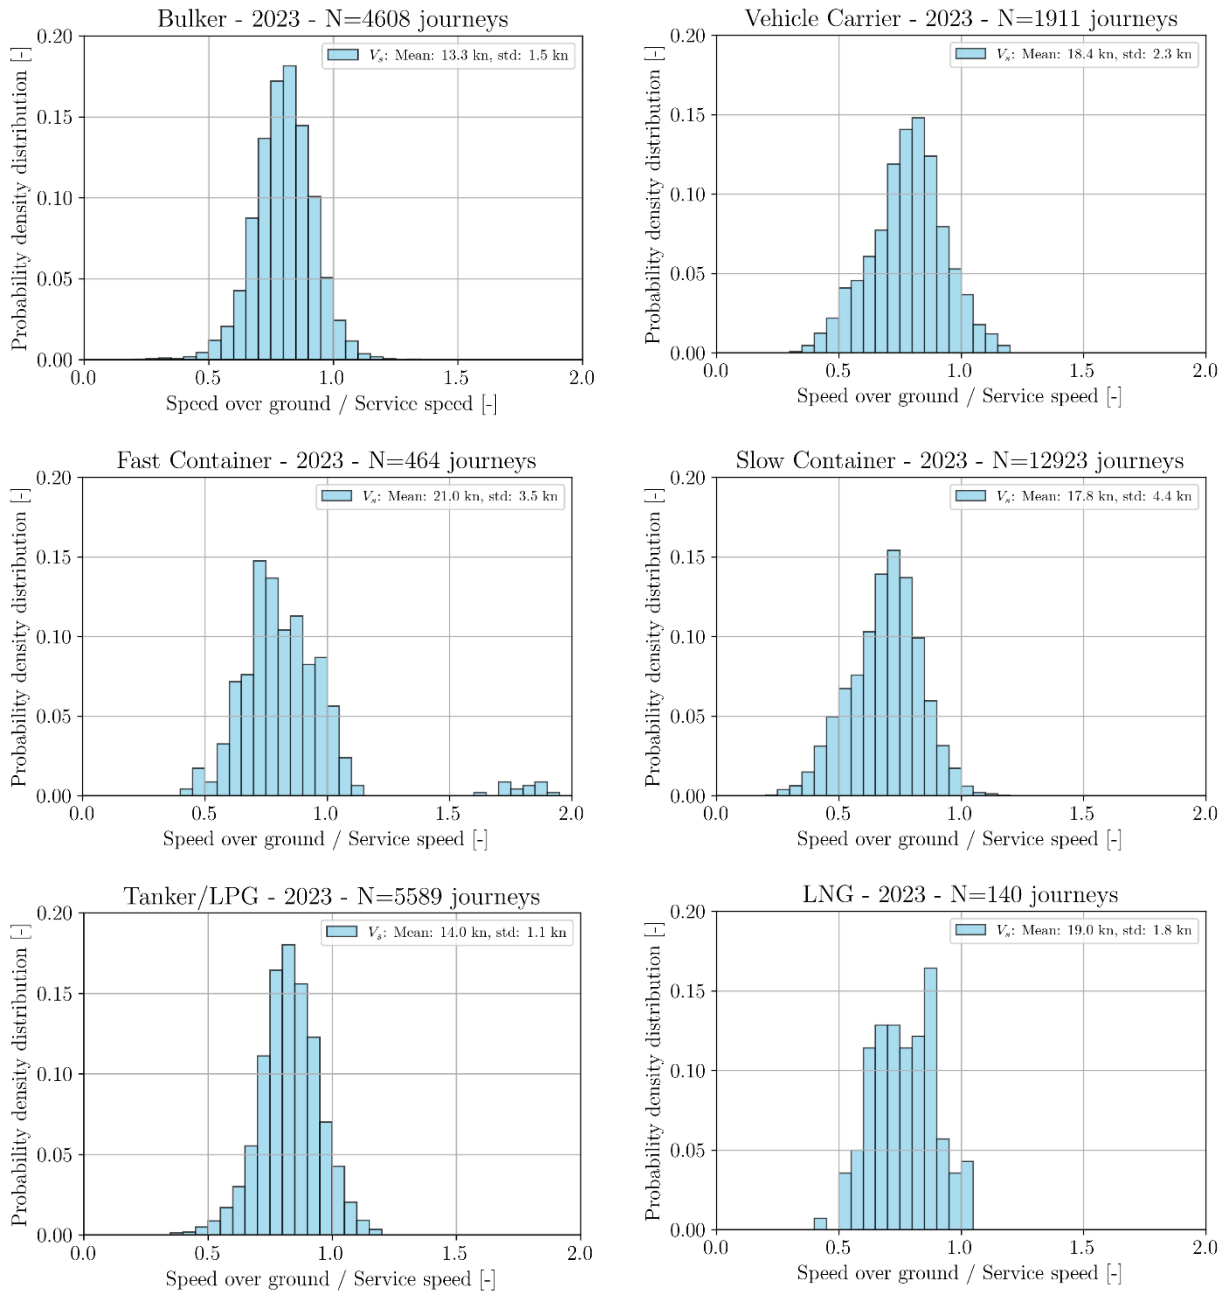 Bulker - 2023 - N=4608 journeys
Probability density distribution [-]
0.20
0.15
0.10
0.05
0.00
V_s: Mean: 13.3 kn, std: 1.5 kn
0.0 0.5 1.0 1.5 2.0
Speed over ground / Service speed [-]
Vehicle Carrier - 2023 - N=1911 journeys
Probability density distribution [-]
0.20
0.15
0.10
0.05
0.00
V_s: Mean: 18.4 kn, std: 2.3 kn
0.0 0.5 1.0 1.5 2.0
Speed over ground / Service speed [-]
Fast Container - 2023 - N=464 journeys
Probability density distribution [-]
0.20
0.15
0.10
0.05
0.00
V_s: Mean: 21.0 kn, std: 3.5 kn
0.0 0.5 1.0 1.5 2.0
Speed over ground / Service speed [-]
Slow Container - 2023 - N=12923 journeys
Probability density distribution [-]
0.20
0.15
0.10
0.05
0.00
V_s: Mean: 17.8 kn, std: 4.4 kn
0.0 0.5 1.0 1.5 2.0
Speed over ground / Service speed [-]
Tanker/LPG - 2023 - N=5589 journeys
Probability density distribution [-]
0.20
0.15
0.10
0.05
0.00
V_s: Mean: 14.0 kn, std: 1.1 kn
0.0 0.5 1.0 1.5 2.0
Speed over ground / Service speed [-]
LNG - 2023 - N=140 journeys
Probability density distribution [-]
0.20
0.15
0.10
0.05
0.00
V_s: Mean: 19.0 kn, std: 1.8 kn
0.0 0.5 1.0 1.5 2.0
Speed over ground / Service speed [-]